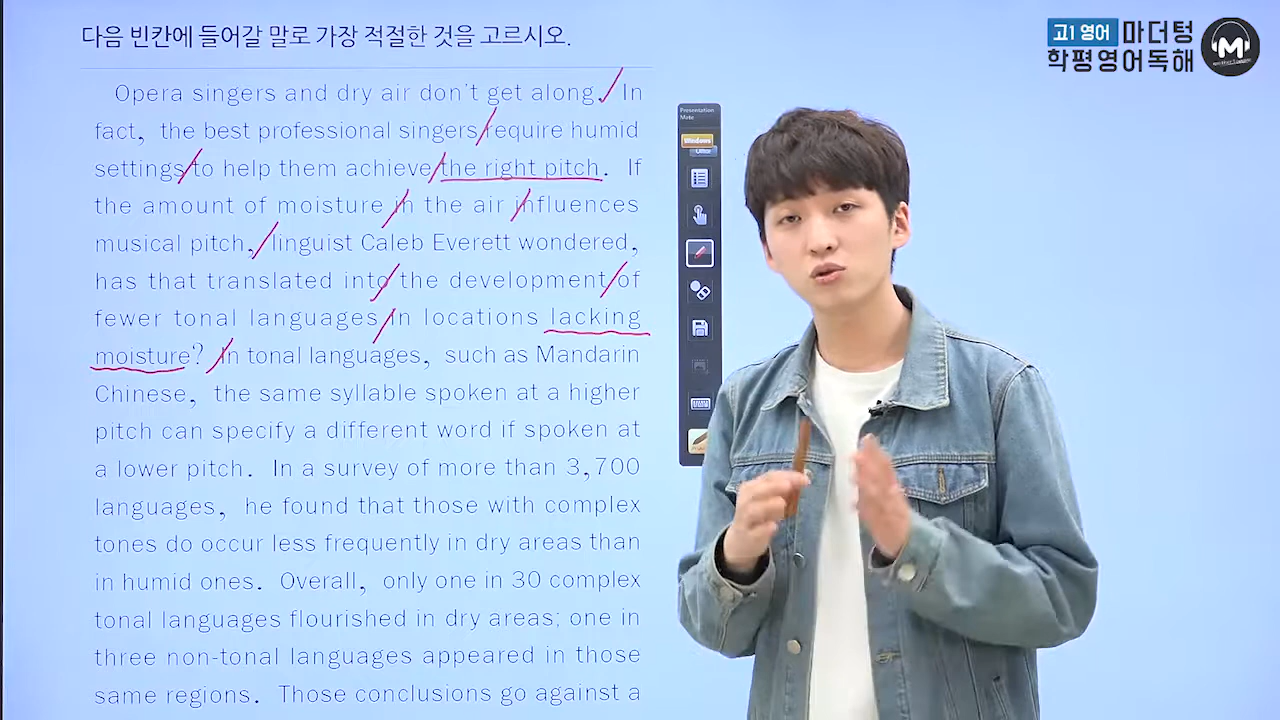 다음 빈칸에 들어갈 말로 가장 적절한 것을 고르시오.
Opera singers and dry air don't get along. In
fact, the best professional singers require humid
settings to help them achieve the right pitch. If
the amount of moisture in the air influences
musical pitch, linguist Caleb Everett wondered,
has that translated into the development of
fewer tonal languages in locations lacking
moisture? In tonal languages, such as Mandarin
Chinese, the same syllable spoken at a higher
pitch can specify a different word if spoken at
a lower pitch. In a survey of more than 3,700
languages, he found that those with complex
tones do occur less frequently in dry areas than
in humid ones. Overall, only one in 30 complex
tonal languages flourished in dry areas; one in
three non-tonal languages appeared in those
same regions. Those conclusions go against a
고1 영어 마더텅
학평영어독해
M
Presentation
Mate
Windows
Office